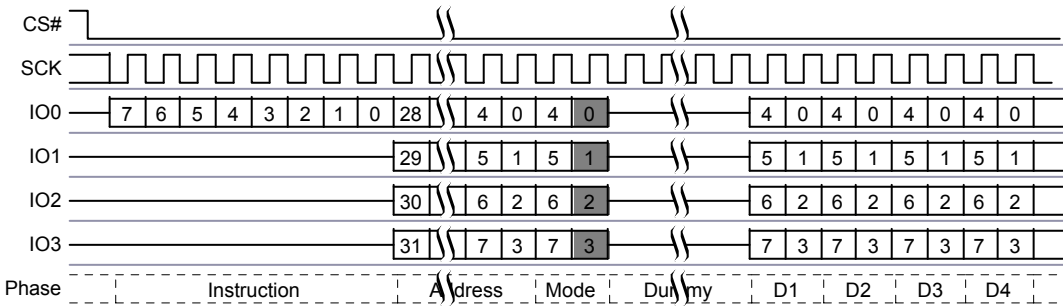 CS#
SCK
IO0 7 6 5 4 3 2 1 0 28 4 0 4 0 4 0 4 0 4 0 4 0
IO1 29 5 1 5 1 5 1 5 1 5 1 5 1
IO2 30 6 2 6 2 6 2 6 2 6 2 6 2
IO3 31 7 3 7 3 7 3 7 3 7 3 7 3
Phase Instruction Address Mode Dummy D1 D2 D3 D4